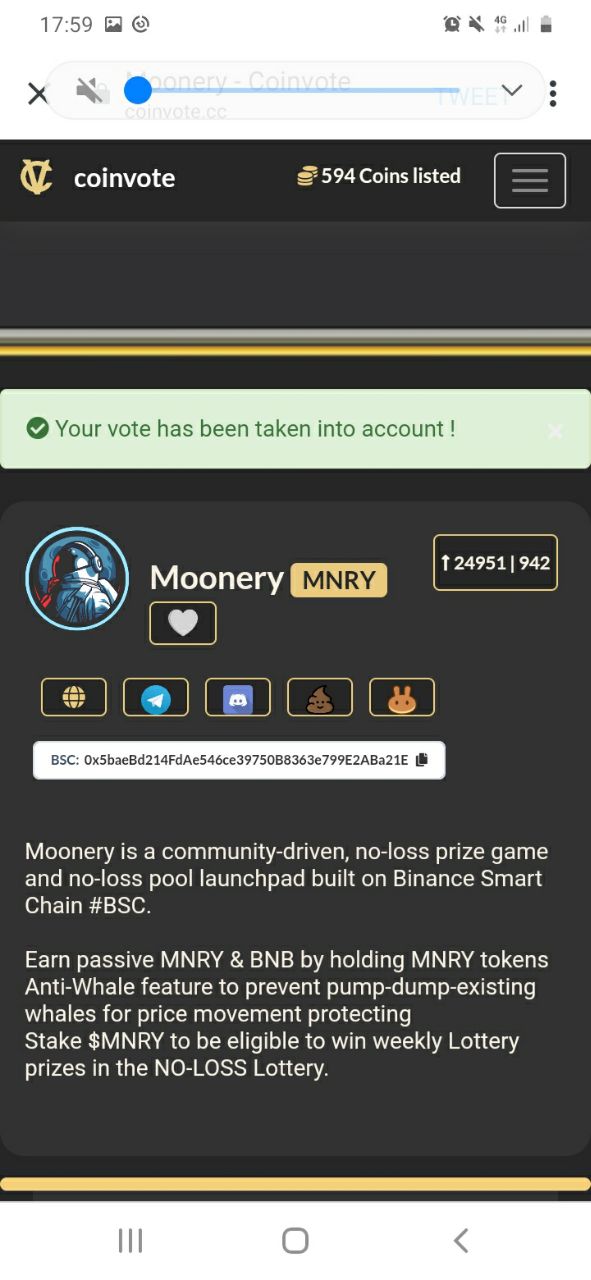 17:59
4G
Moonery - Coinvote
coinvote.cc
TWEET
coinvote
594 Coins listed
Your vote has been taken into account !
Moonery MNRY
24951 | 942
BSC: 0x5baeBd214FdAe546ce39750B8363e799E2ABa21E
Moonery is a community-driven, no-loss prize game
and no-loss pool launchpad built on Binance Smart
Chain #BSC.
Earn passive MNRY & BNB by holding MNRY tokens
Anti-Whale feature to prevent pump-dump-existing
whales for price movement protecting
Stake $MNRY to be eligible to win weekly Lottery
prizes in the NO-LOSS Lottery.